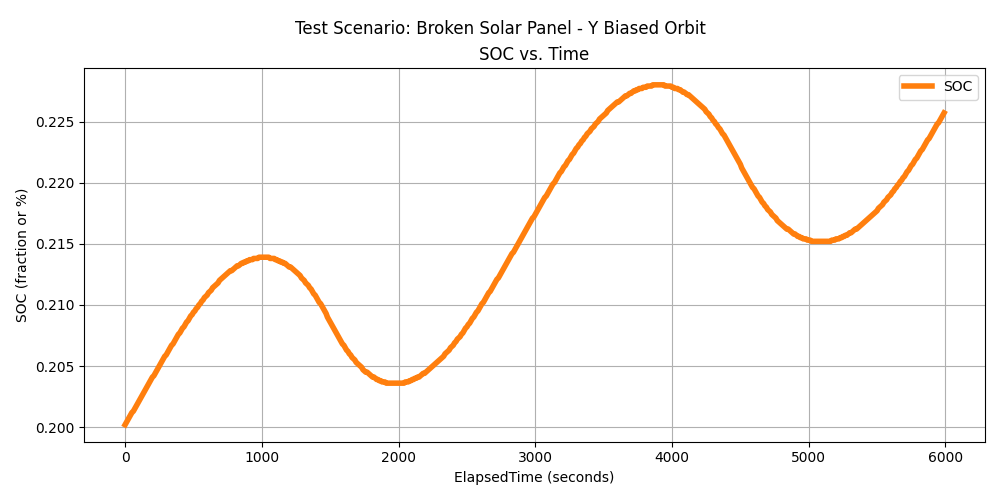 Test Scenario: Broken Solar Panel - Y Biased Orbit
SOC vs. Time
SOC
0.225
0.220
0.215
0.210
0.205
0.200
SOC (fraction or %)
0 1000 2000 3000 4000 5000 6000
ElapsedTime (seconds)